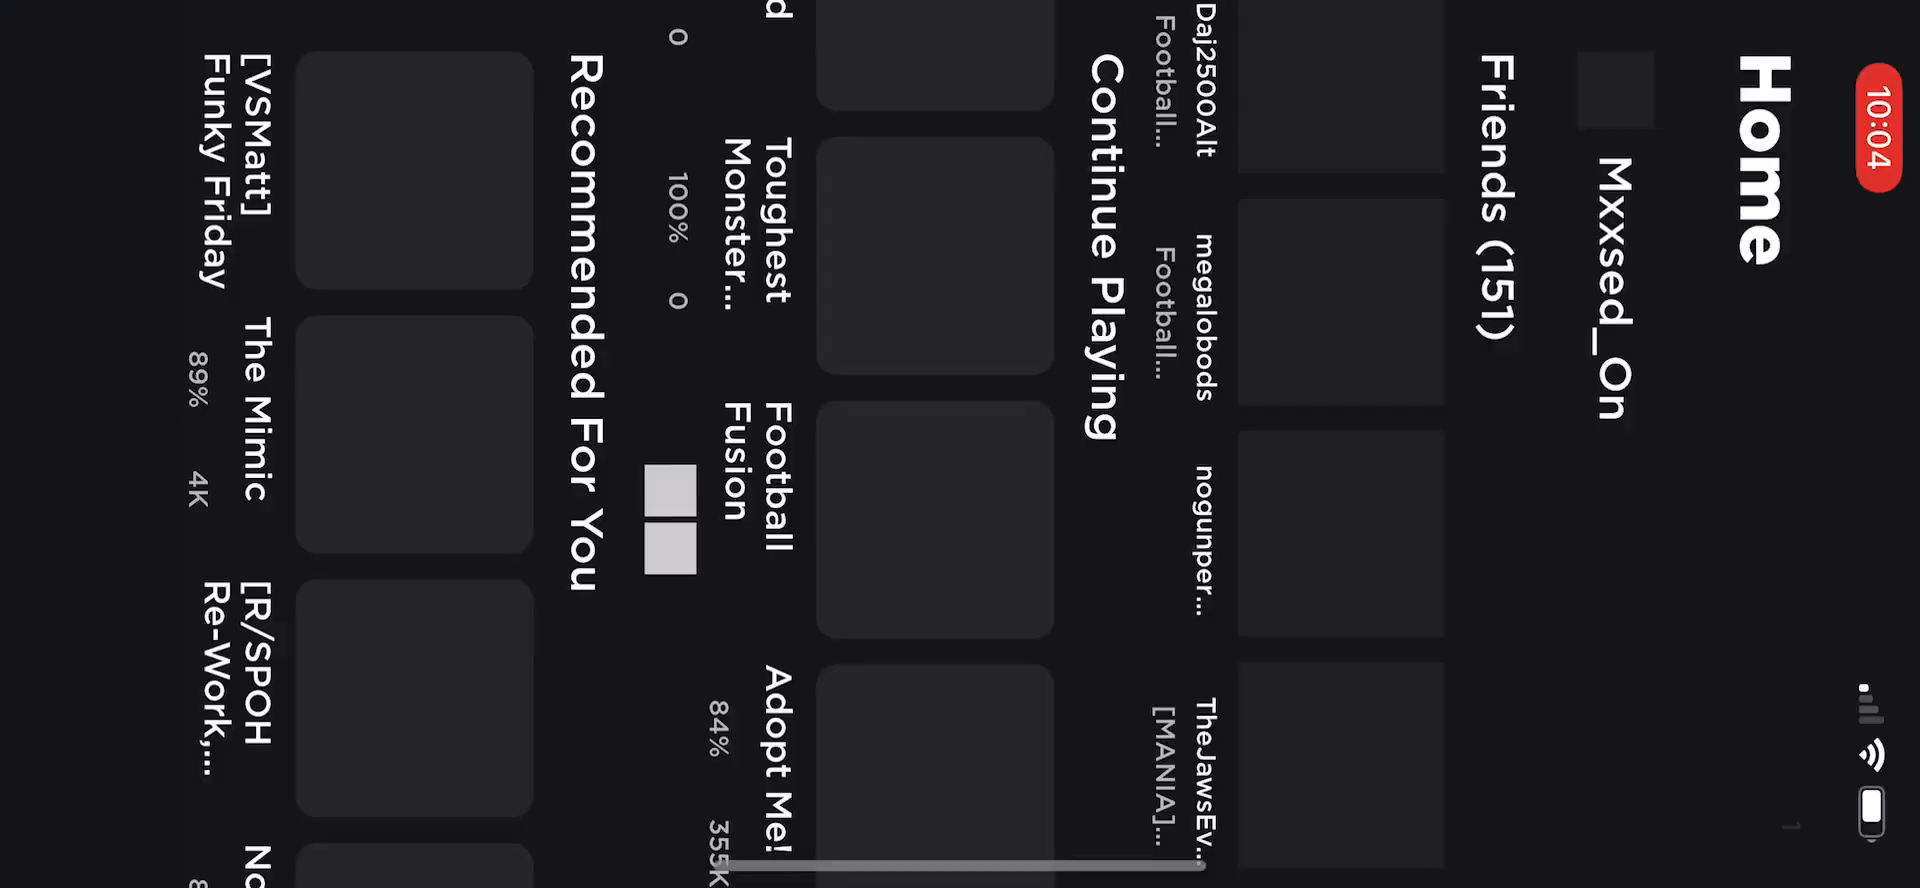 10:04
Home
1
Mxxsed_On
Friends (151)
Daj2500Alt
Football...
megalobods
Football...
nogunper...
TheJawsEv...
[MANIA]...
Continue Playing
d
0
Toughest
Monster...
100% 0
Football
Fusion
Adopt Me!
84% 355K
Recommended For You
[VSMatt]
Funky Friday
The Mimic
89% 4K
[R/SPOH
Re-Work,...